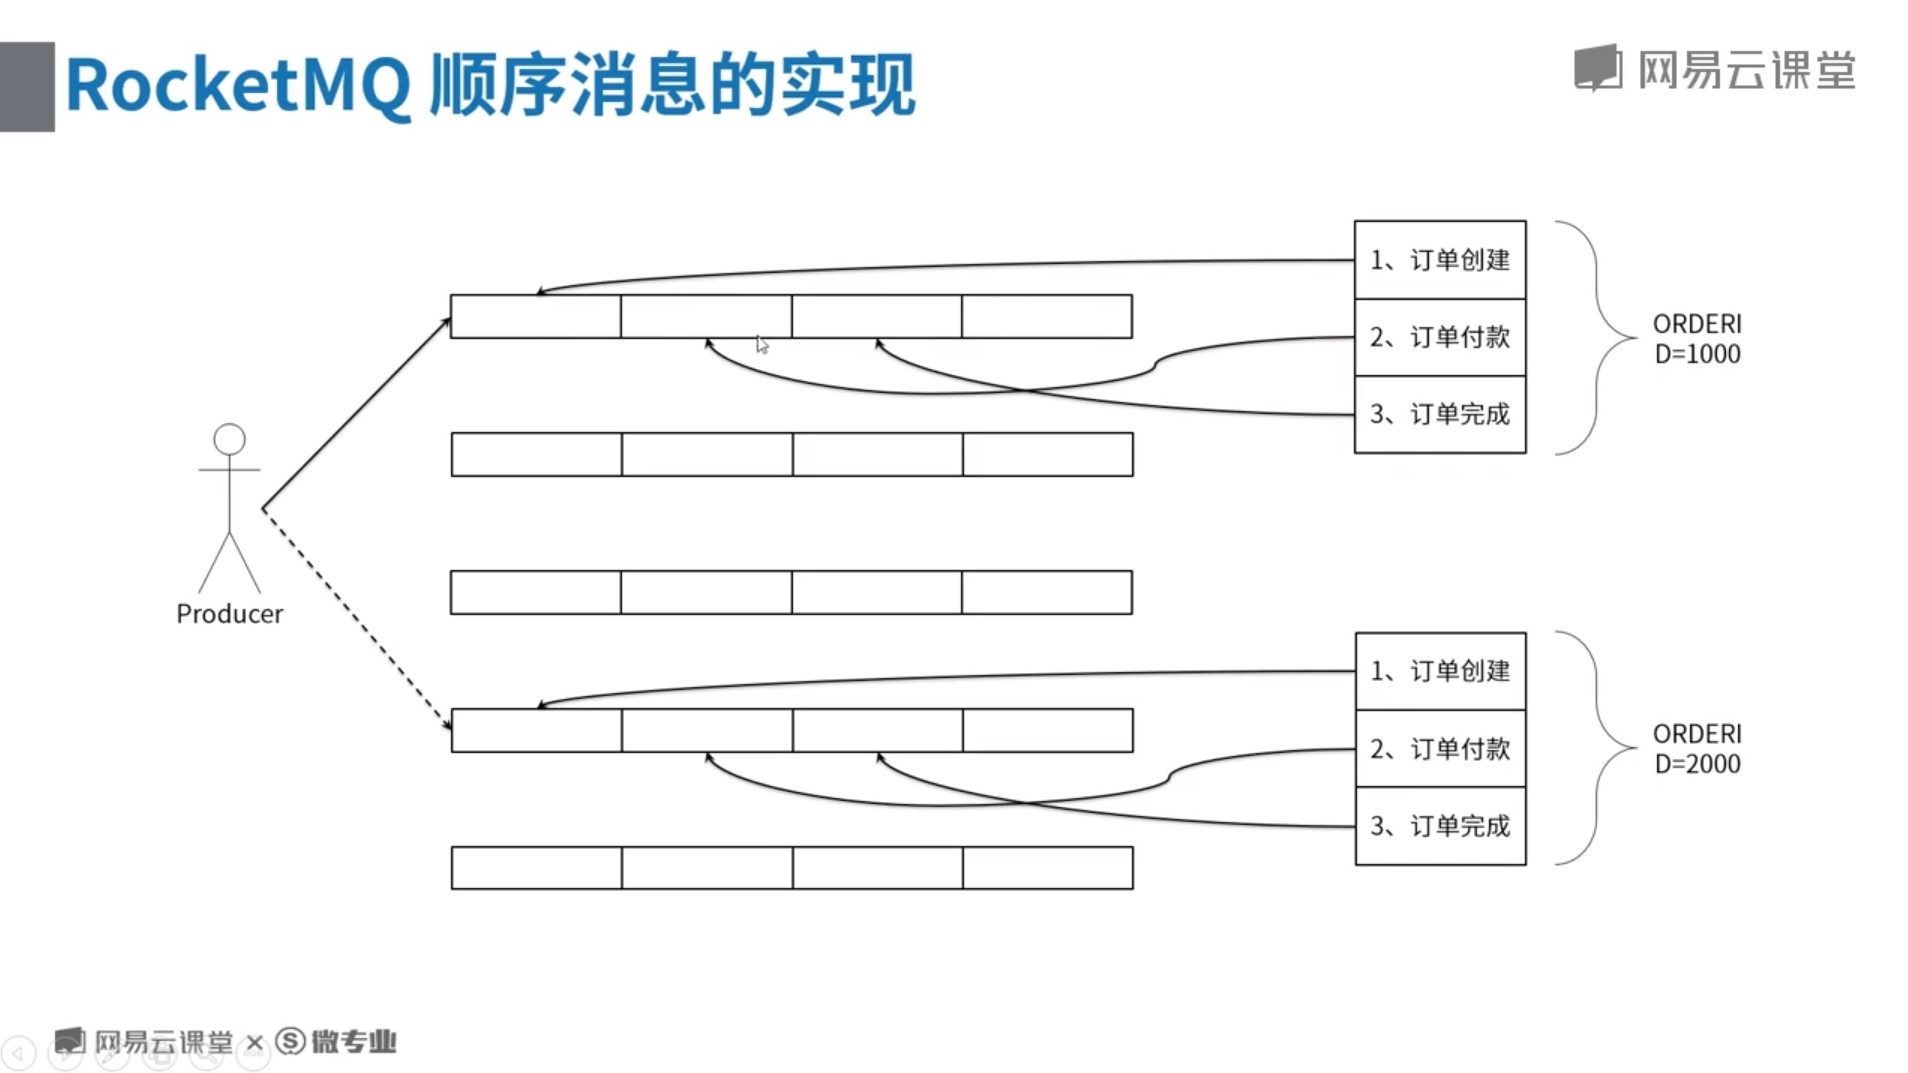 RocketMQ 顺序消息的实现
网易云课堂
1、订单创建
2、订单付款
3、订单完成
ORDERI
D=1000
Producer
1、订单创建
2、订单付款
3、订单完成
ORDERI
D=2000
网易云课堂 × S 微专业